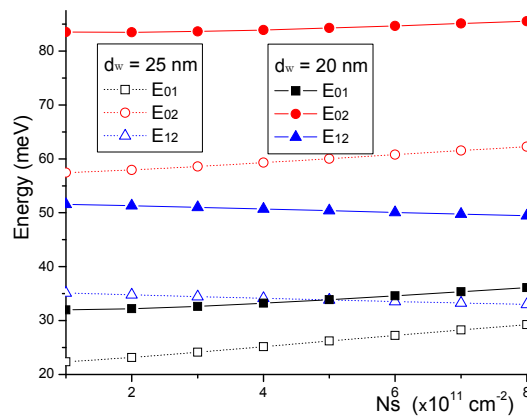 80
70
60
50
40
30
20
Energy (meV)
dw = 25 nm
E01
E02
E12
dw = 20 nm
E01
E02
E12
2
4
6
8
Ns (x10¹¹ cm⁻²)